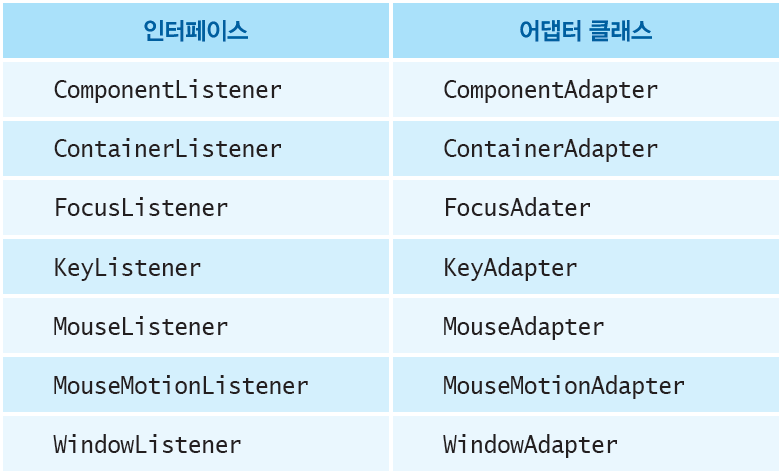 인터페이스 어댑터 클래스
ComponentListener ComponentAdapter
ContainerListener ContainerAdapter
FocusListener FocusAdater
KeyListener KeyAdapter
MouseListener MouseAdapter
MouseMotionListener MouseMotionAdapter
WindowListener WindowAdapter